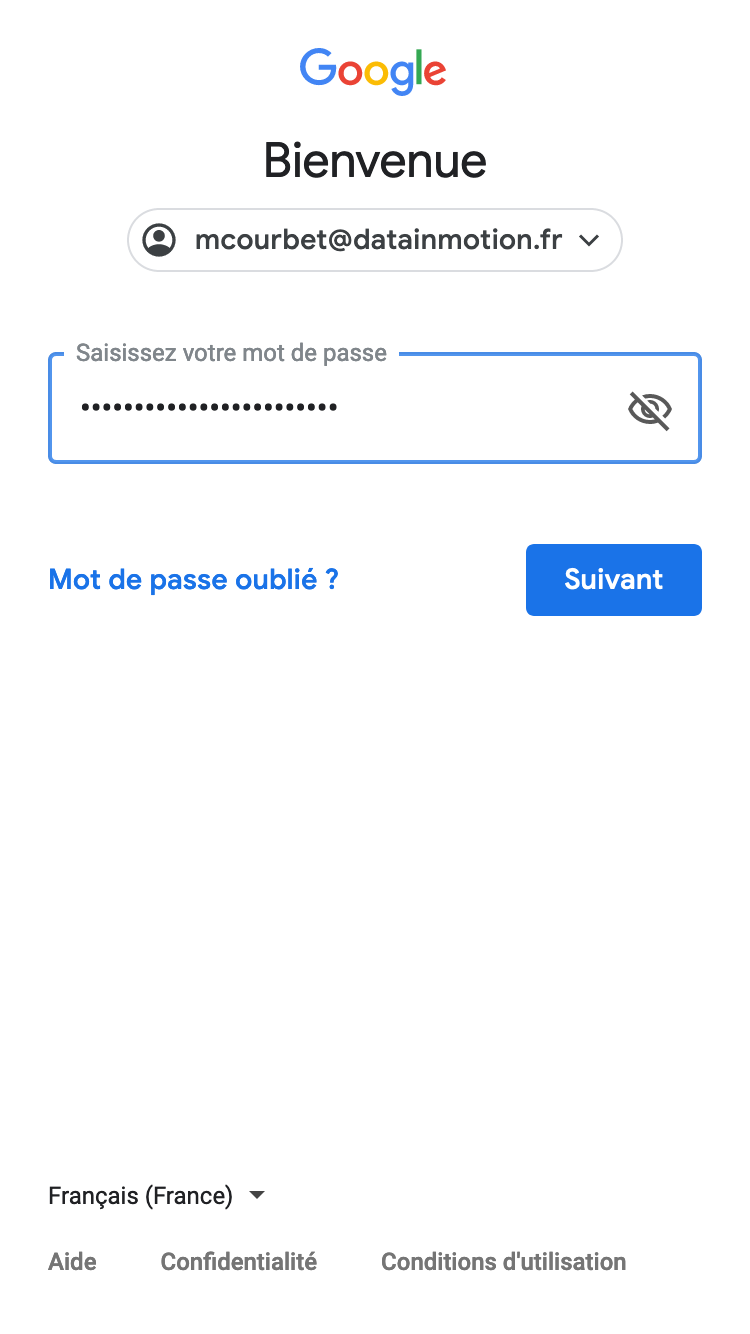 Google
Bienvenue
mcourbet@datainmotion.fr
Saisissez votre mot de passe
••••••••••••••••••••••••
Mot de passe oublié ?
Suivant
Français (France)
Aide Confidentialité Conditions d'utilisation